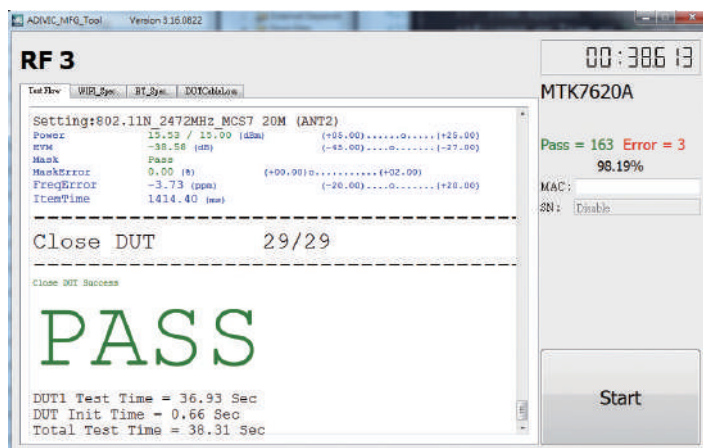 ADIVIC_MFG_Tool Version 3.16.0822
RF 3
00:38613
Test Flow WIFI_Spec. BT_Spec. DUTCableLoss
MTK7620A
Setting:802.11N_2472MHz_MCS7 20M (ANT2)
Power 15.53 / 15.00 (dBm) (+05.00)......o....(+25.00)
EVM -38.58 (dB) (-45.00)....o.......(-27.00)
Mask Pass
MaskError 0.00 (%) (+00.00)o...........(+02.00)
FreqError -3.73 (ppm) (-20.00)....o.......(+20.00)
ItemTime 1414.40 (ms)
Pass = 163 Error = 3
98.19%
MAC:
SN: Disable
Close DUT 29/29
Close DUT Success
PASS
DUT1 Test Time = 36.93 Sec
DUT Init Time = 0.66 Sec
Total Test Time = 38.31 Sec
Start